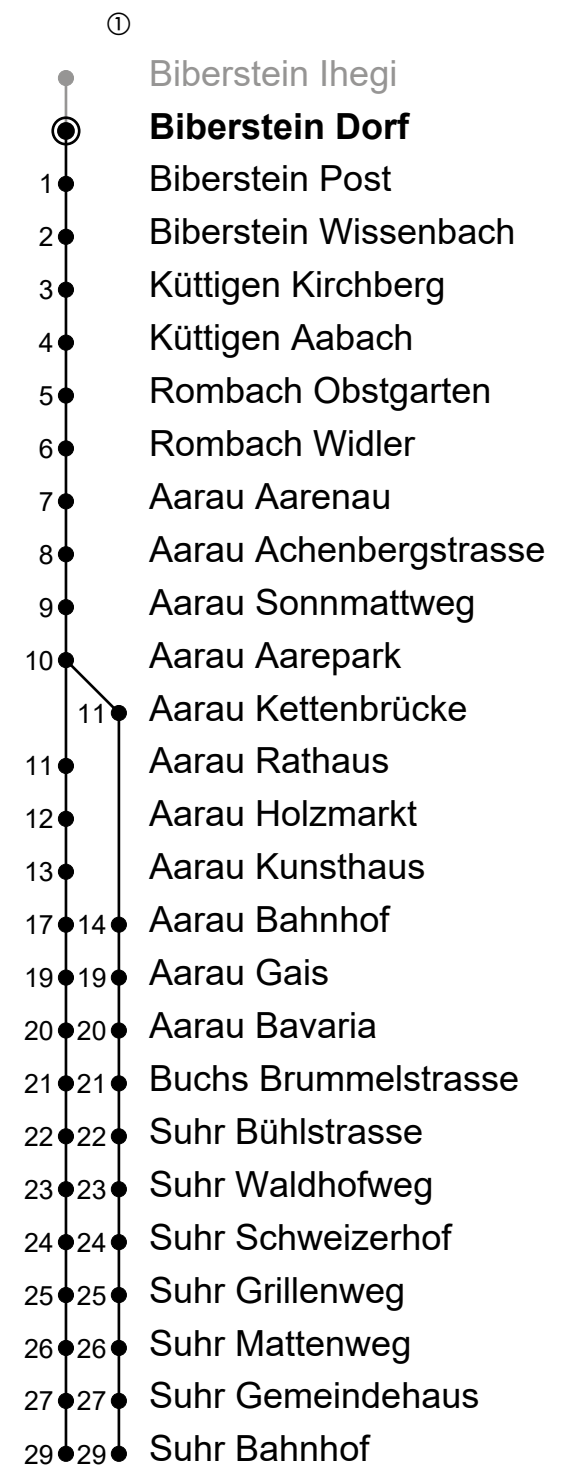 ①
Biberstein Ihegi
Biberstein Dorf
1 Biberstein Post
2 Biberstein Wissenbach
3 Küttigen Kirchberg
4 Küttigen Aabach
5 Rombach Obstgarten
6 Rombach Widler
7 Aarau Aarenau
8 Aarau Achenbergstrasse
9 Aarau Sonnmattweg
10 Aarau Aarepark
11 Aarau Kettenbrücke
11 Aarau Rathaus
12 Aarau Holzmarkt
13 Aarau Kunsthaus
17 14 Aarau Bahnhof
19 19 Aarau Gais
20 20 Aarau Bavaria
21 21 Buchs Brummelstrasse
22 22 Suhr Bühlstrasse
23 23 Suhr Waldhofweg
24 24 Suhr Schweizerhof
25 25 Suhr Grillenweg
26 26 Suhr Mattenweg
27 27 Suhr Gemeindehaus
29 29 Suhr Bahnhof